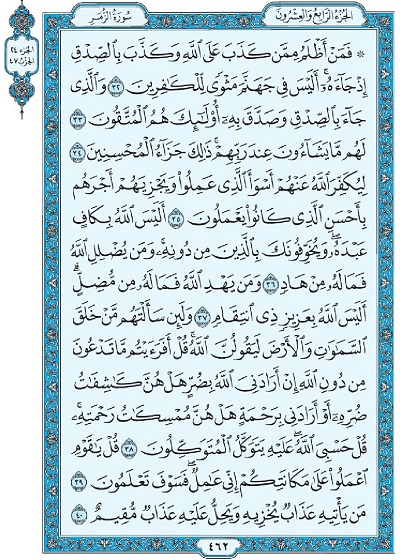 الجزء الرابع والعشرون
سورة الزمر
الجزء ٢٤
الحزب ٤٧
۞ فَمَنْ أَظْلَمُ مِمَّن كَذَبَ عَلَى ٱللَّهِ وَكَذَّبَ بِٱلصِّدْقِ
إِذْ جَآءَهُۥٓ ۚ أَلَيْسَ فِى جَهَنَّمَ مَثْوًى لِّلْكَٰفِرِينَ ٣٢ وَٱلَّذِى
جَآءَ بِٱلصِّدْقِ وَصَدَّقَ بِهِۦٓ ۙ أُو۟لَٰٓئِكَ هُمُ ٱلْمُتَّقُونَ ٣٣
لَهُم مَّا يَشَآءُونَ عِندَ رَبِّهِمْ ۚ ذَٰلِكَ جَزَآءُ ٱلْمُحْسِنِينَ ٣٤
لِيُكَفِّرَ ٱللَّهُ عَنْهُمْ أَسْوَأَ ٱلَّذِى عَمِلُوا۟ وَيَجْزِيَهُمْ أَجْرَهُم
بِأَحْسَنِ ٱلَّذِى كَانُوا۟ يَعْمَلُونَ ٣٥ أَلَيْسَ ٱللَّهُ بِكَافٍ
عَبْدَهُۥ ۖ وَيُخَوِّفُونَكَ بِٱلَّذِينَ مِن دُونِهِۦ ۚ وَمَن يُضْلِلِ ٱللَّهُ
فَمَا لَهُۥ مِنْ هَادٍ ٣٦ وَمَن يَهْدِ ٱللَّهُ فَمَا لَهُۥ مِن مُّضِلٍّ ۗ
أَلَيْسَ ٱللَّهُ بِعَزِيزٍ ذِى ٱنتِقَامٍ ٣٧ وَلَئِن سَأَلْتَهُم مَّنْ خَلَقَ
ٱلسَّمَٰوَٰتِ وَٱلْأَرْضَ لَيَقُولُنَّ ٱللَّهُ ۚ قُلْ أَفَرَءَيْتُم مَّا تَدْعُونَ
مِن دُونِ ٱللَّهِ إِنْ أَرَادَنِىَ ٱللَّهُ بِضُرٍّ هَلْ هُنَّ كَٰشِفَٰتُ
ضُرِّهِۦٓ أَوْ أَرَادَنِى بِرَحْمَةٍ هَلْ هُنَّ مُمْسِكَٰتُ رَحْمَتِهِۦ ۚ
قُلْ حَسْبِىَ ٱللَّهُ ۖ عَلَيْهِ يَتَوَكَّلُ ٱلْمُتَوَكِّلُونَ ٣٨ قُلْ يَٰقَوْمِ
ٱعْمَلُوا۟ عَلَىٰ مَكَانَتِكُمْ إِنِّى عَٰمِلٌ ۖ فَسَوْفَ تَعْلَمُونَ ٣٩
مَن يَأْتِيهِ عَذَابٌ يُخْزِيهِ وَيَحِلُّ عَلَيْهِ عَذَابٌ مُّقِيمٌ ٤٠
٤٦٢